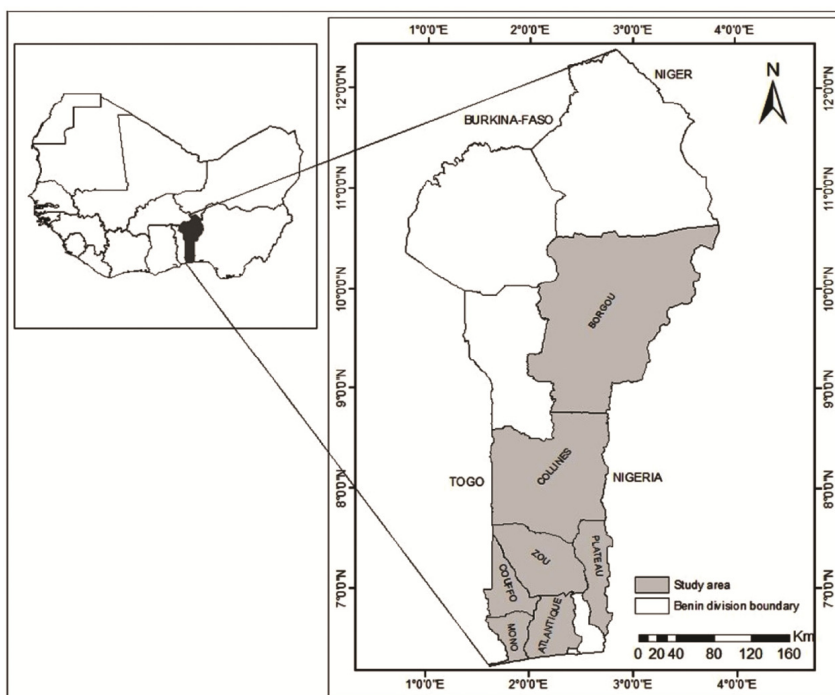 1°0'0"E 2°0'0"E 3°0'0"E 4°0'0"E
12°0'0"N
11°0'0"N
10°0'0"N
9°0'0"N
8°0'0"N
7°0'0"N
NIGER
N
BURKINA-FASO
BORGOU
COLLINES
TOGO
NIGERIA
ZOU
PLATEAU
COUFFO
MONO
ATLANTIQUE
Study area
Benin division boundary
Km
0 20 40 80 120 160
12°0'0"N
11°0'0"N
10°0'0"N
9°0'0"N
8°0'0"N
7°0'0"N
1°0'0"E 2°0'0"E 3°0'0"E 4°0'0"E